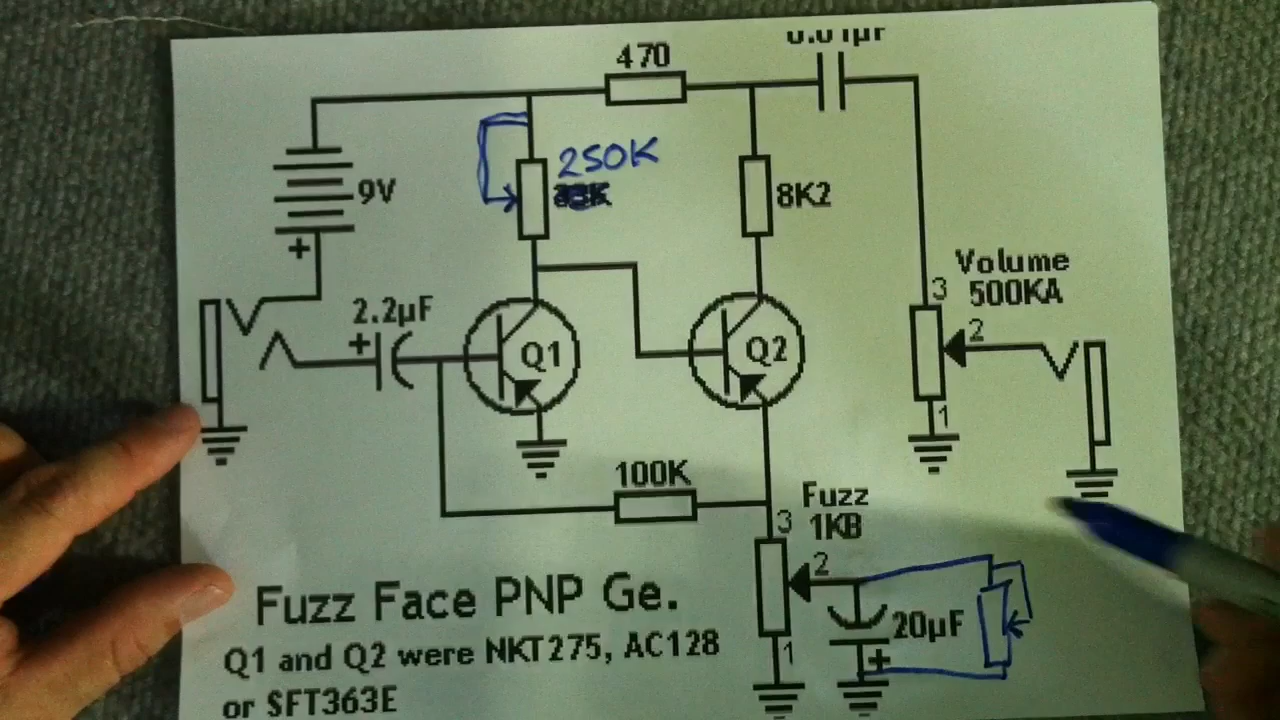 470
250K
9V
8K2
+
Volume
500KA
3
2.2µF
+
2
Q1
Q2
1
100K
Fuzz
3
1KB
2
Fuzz Face PNP Ge.
20µF
1
+
Q1 and Q2 were NKT275, AC128
or SFT363E